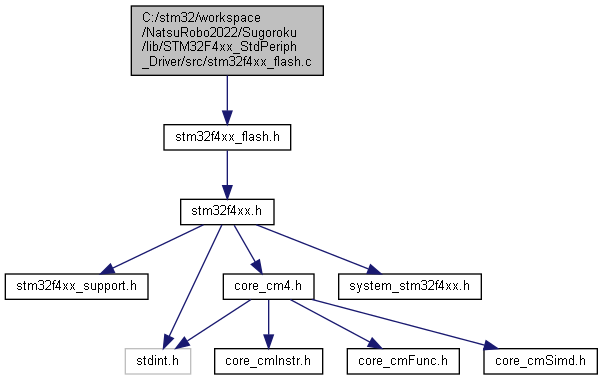 C:/stm32/workspace
/NatsuRobo2022/Sugoroku
/lib/STM32F4xx_StdPeriph
_Driver/src/stm32f4xx_flash.c
stm32f4xx_flash.h
stm32f4xx.h
stm32f4xx_support.h
core_cm4.h
system_stm32f4xx.h
stdint.h
core_cmInstr.h
core_cmFunc.h
core_cmSimd.h